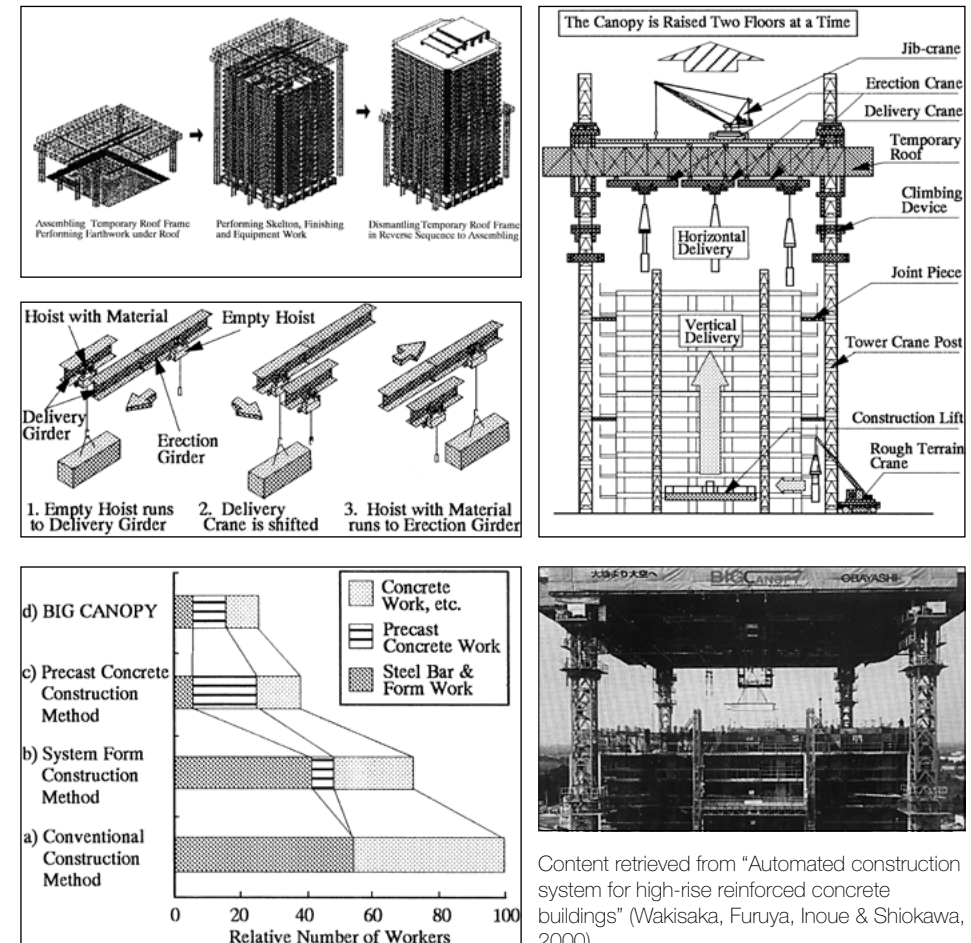 Assembling Temporary Roof Frame
Performing Earthwork under Roof
Performing Skelton, Finishing
and Equipment Work
Dismantling Temporary Roof Frame
in Reverse Sequence to Assembling
The Canopy is Raised Two Floors at a Time
Jib-crane
Erection Crane
Delivery Crane
Temporary
Roof
Climbing
Device
Horizontal
Delivery
Joint Piece
Vertical
Delivery
Tower Crane Post
Construction Lift
Rough Terrain
Crane
Hoist with Material
Empty Hoist
Delivery
Girder
Erection
Girder
1. Empty Hoist runs
to Delivery Girder
2. Delivery
Crane is shifted
3. Hoist with Material
runs to Erection Girder
Concrete
Work, etc.
Precast
Concrete Work
Steel Bar &
Form Work
d) BIG CANOPY
c) Precast Concrete
Construction
Method
b) System Form
Construction
Method
a) Conventional
Construction
Method
0 20 40 60 80 100
Relative Number of Workers
大地より大空へ BIG CANOPY OBAYASHI
Content retrieved from “Automated construction
system for high-rise reinforced concrete
buildings” (Wakisaka, Furuya, Inoue & Shiokawa,
2000)